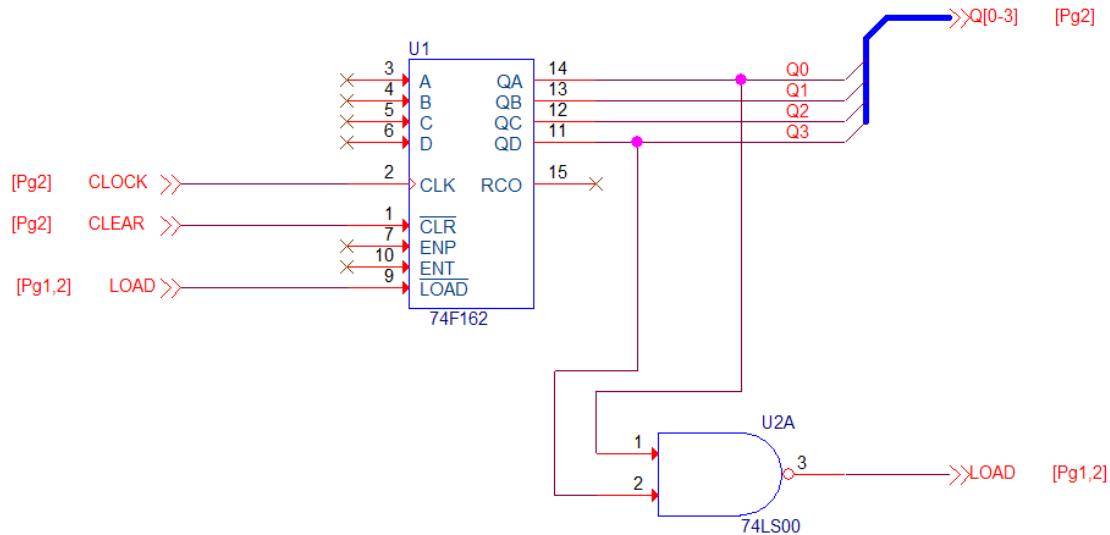 Q[0-3] [Pg2]
U1
3 A QA 14 Q0
4 B QB 13 Q1
5 C QC 12 Q2
6 D QD 11 Q3
[Pg2] CLOCK 2 CLK RCO 15
[Pg2] CLEAR 1 CLR
7 ENP
10 ENT
[Pg1,2] LOAD 9 LOAD
74F162
U2A
1
3 LOAD [Pg1,2]
2
74LS00